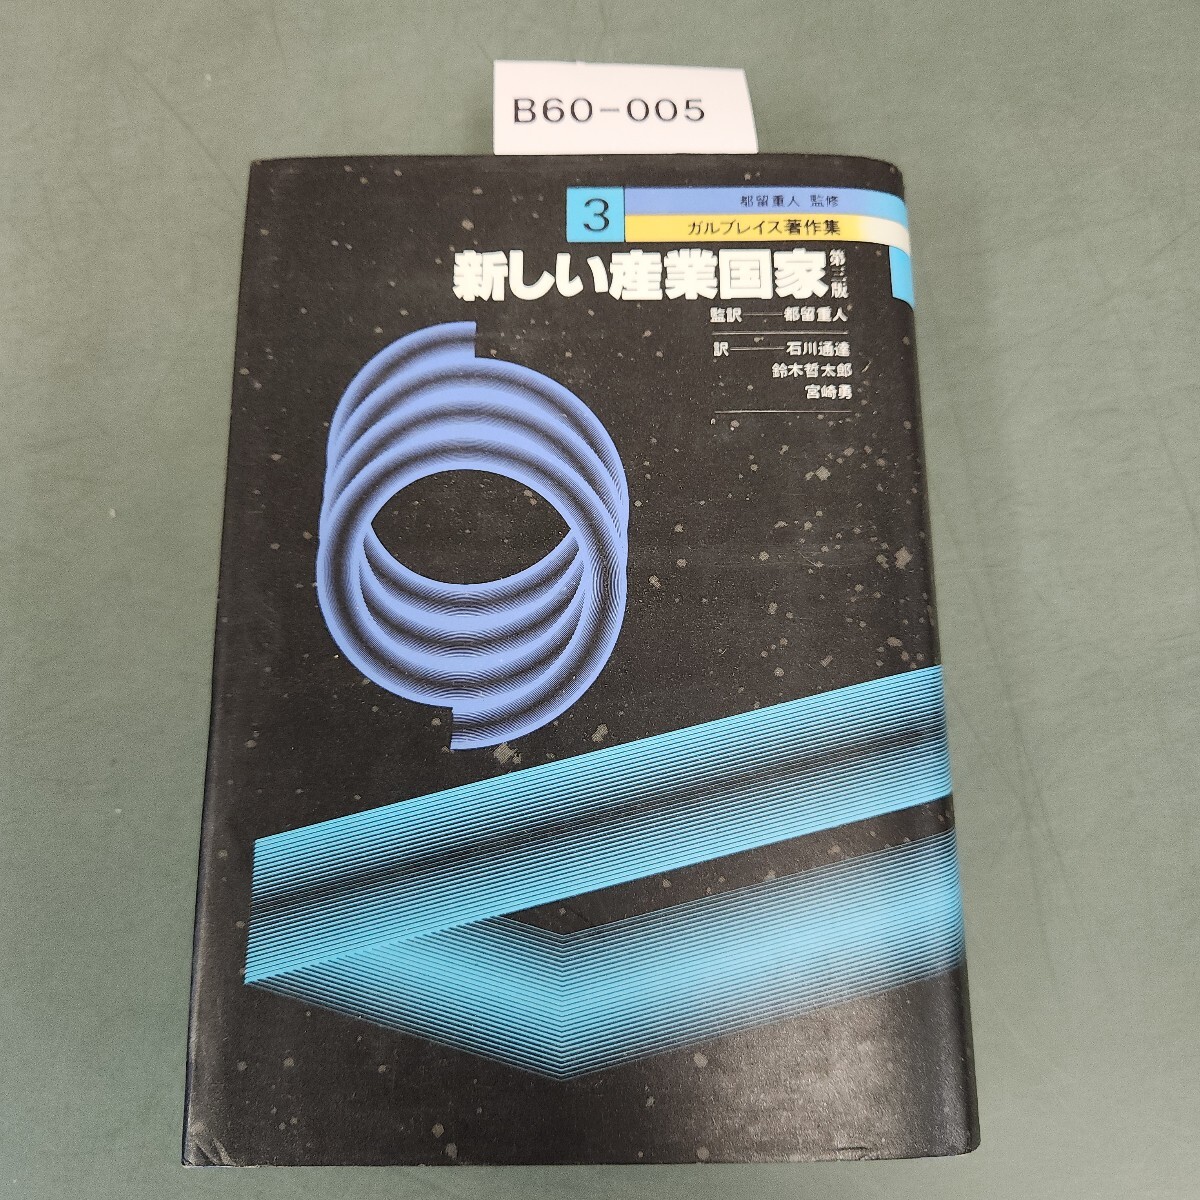 B60-005
3
都留重人 監修
ガルブレイス著作集
新しい産業国家 第三版
監訳――都留重人
訳――石川通達
鈴木哲太郎
宮崎勇